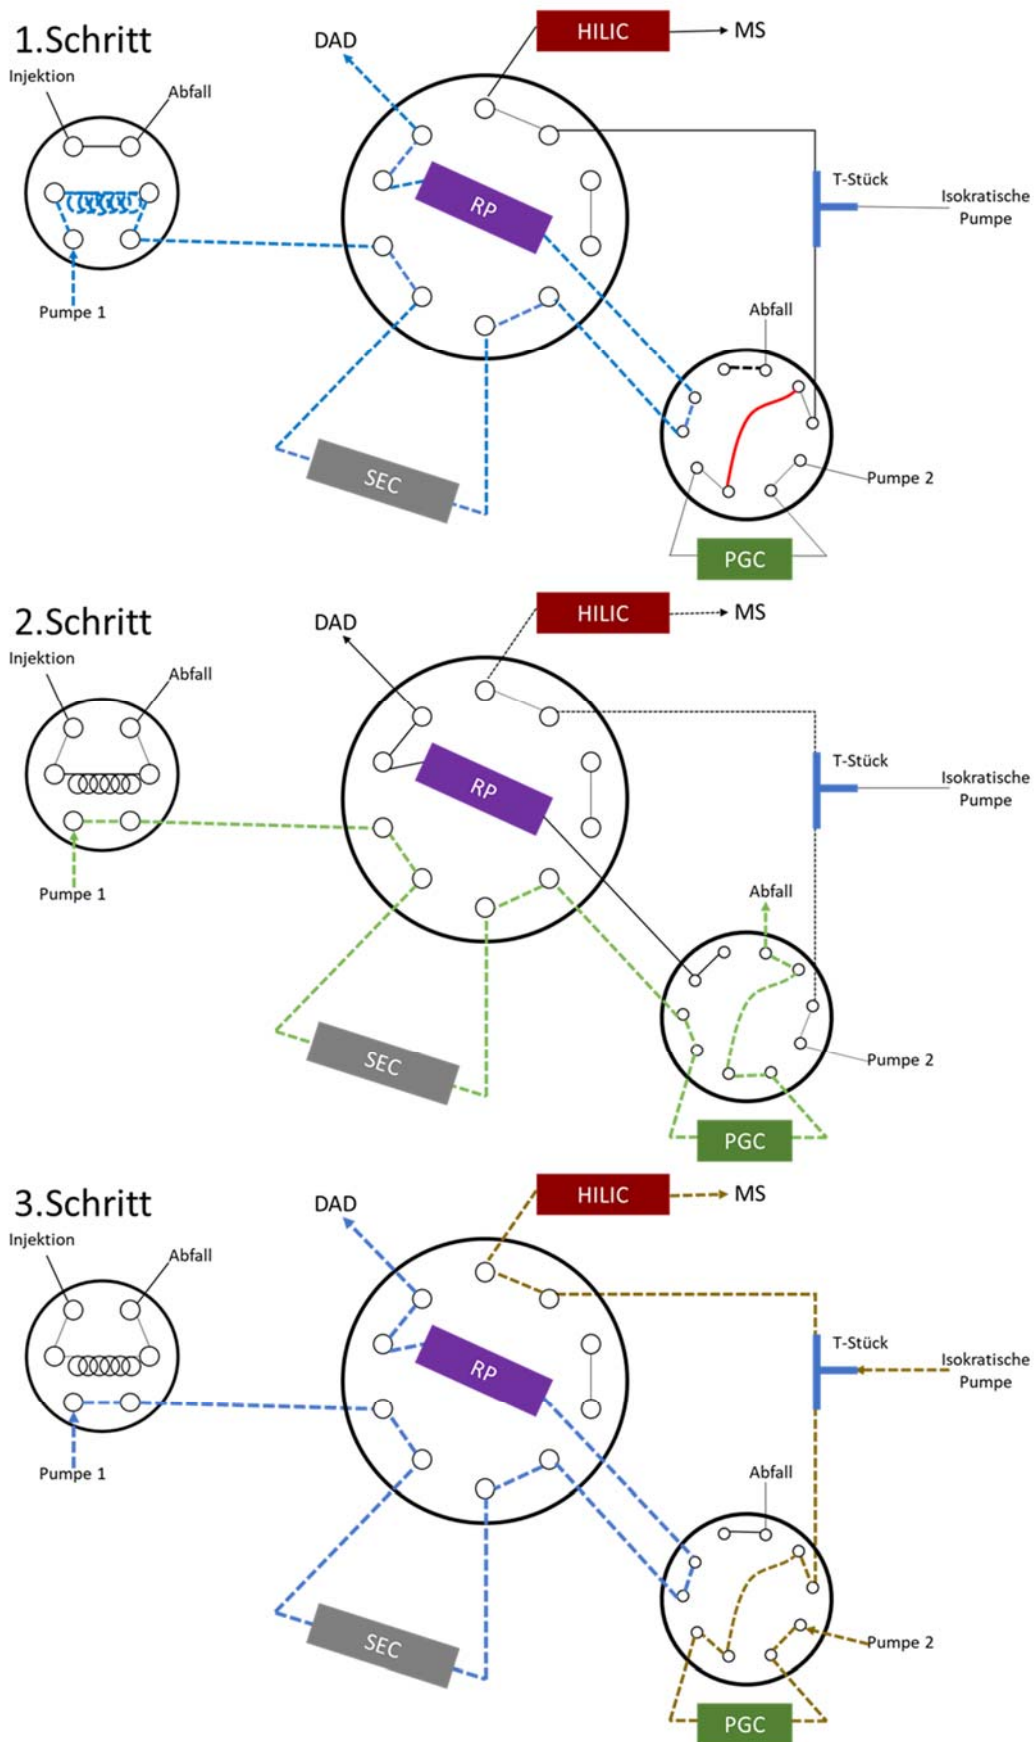 1.Schritt
Injektion
Abfall
Pumpe 1
DAD
HILIC
MS
RP
T-Stück
Isokratische
Pumpe
Abfall
SEC
Pumpe 2
PGC
2.Schritt
Injektion
Abfall
Pumpe 1
DAD
HILIC
MS
RP
T-Stück
Isokratische
Pumpe
Abfall
SEC
Pumpe 2
PGC
3.Schritt
Injektion
Abfall
Pumpe 1
DAD
HILIC
MS
RP
T-Stück
Isokratische
Pumpe
Abfall
SEC
Pumpe 2
PGC